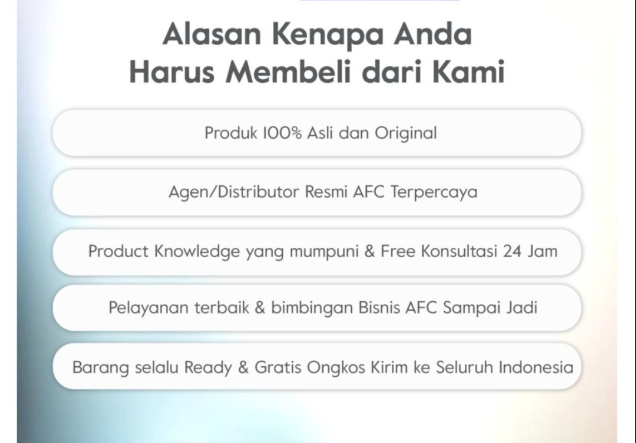 Alasan Kenapa Anda
Harus Membeli dari Kami
Produk 100% Asli dan Original
Agen/Distributor Resmi AFC Terpercaya
Product Knowledge yang mumpuni & Free Konsultasi 24 Jam
Pelayanan terbaik & bimbingan Bisnis AFC Sampai Jadi
Barang selalu Ready & Gratis Ongkos Kirim ke Seluruh Indonesia